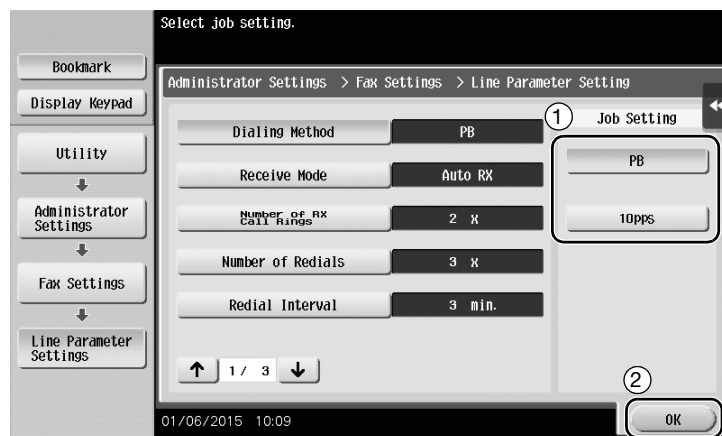 Select job setting.
Bookmark
Display Keypad
Utility
Administrator
Settings
Fax Settings
Line Parameter
Settings
Administrator Settings > Fax Settings > Line Parameter Setting
Dialing Method PB
Receive Mode Auto RX
Number of RX
Call Rings 2 X
Number of Redials 3 X
Redial Interval 3 min.
↑ 1/ 3 ↓
1 Job Setting
PB
10pps
2
OK
01/06/2015 10:09